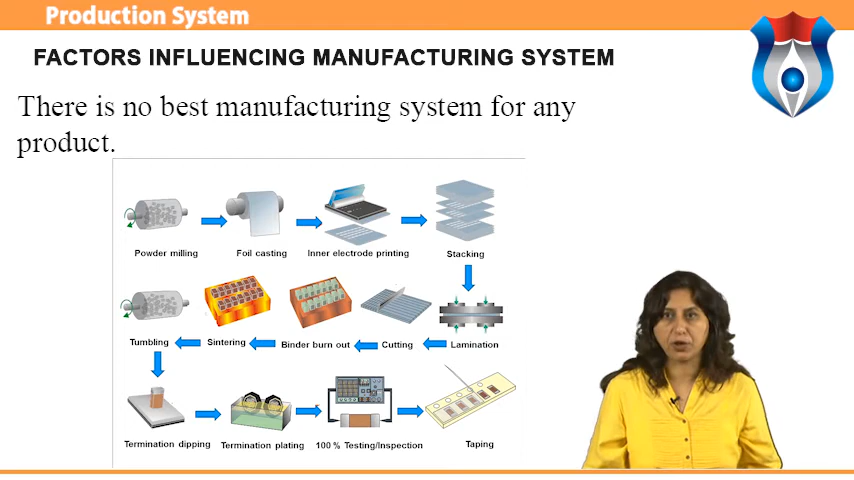 Production System
FACTORS INFLUENCING MANUFACTURING SYSTEM
There is no best manufacturing system for any
product.
Powder milling
Foil casting
Inner electrode printing
Stacking
Tumbling
Sintering
Binder burn out
Cutting
Lamination
Termination dipping
Termination plating
100 % Testing/Inspection
Taping